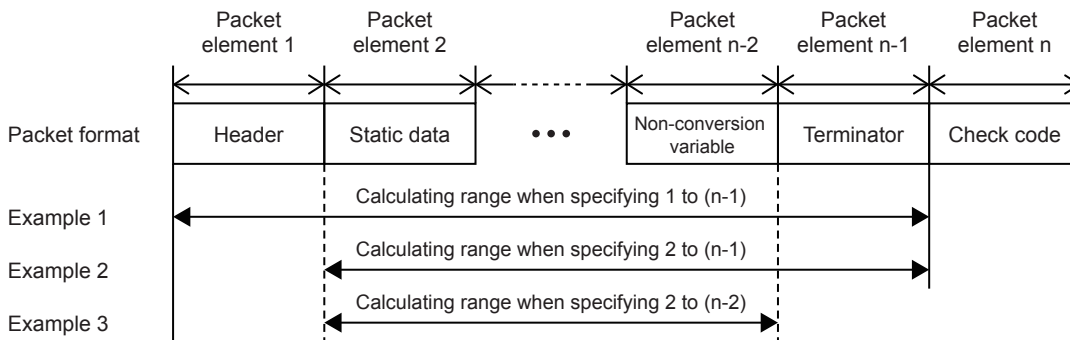 Packet element 1
Packet element 2
Packet element n-2
Packet element n-1
Packet element n
Packet format
Header
Static data
•••
Non-conversion variable
Terminator
Check code
Example 1
Calculating range when specifying 1 to (n-1)
Example 2
Calculating range when specifying 2 to (n-1)
Example 3
Calculating range when specifying 2 to (n-2)